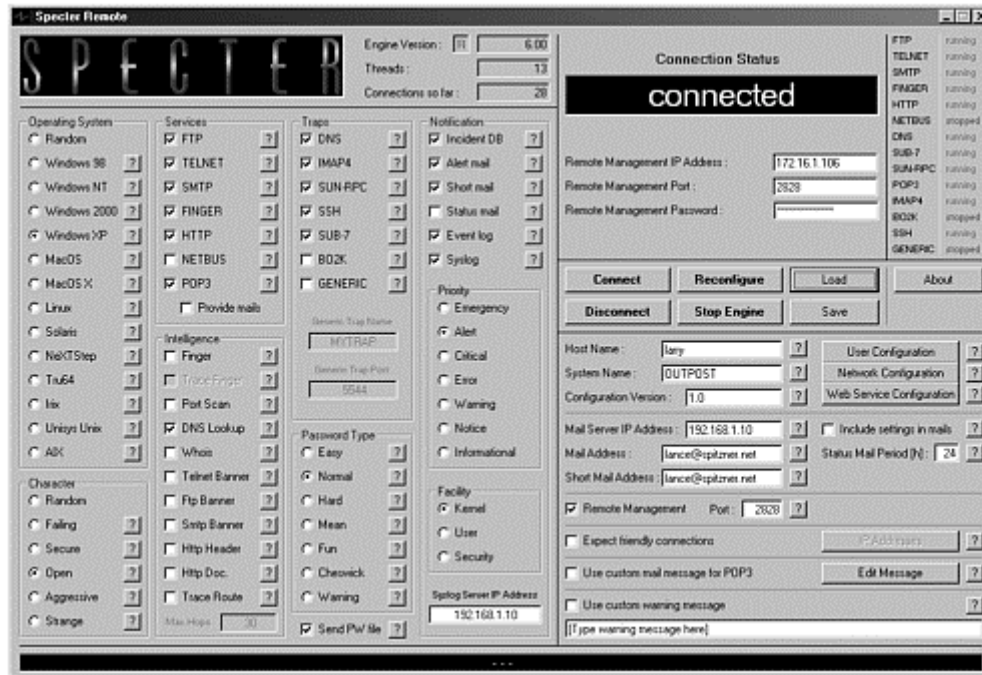 Specter Remote
SPECTER
Engine Version : R 6.00
Threads : 13
Connections so far : 28
Operating System
Random
Windows 98 ?
Windows NT ?
Windows 2000 ?
Windows XP ?
MacOS ?
MacOS X ?
Linux ?
Solaris ?
NeXTStep ?
Tru64 ?
Irix ?
Unisys Unix ?
AIX ?
Character
Random
Failing ?
Secure ?
Open ?
Aggressive ?
Strange ?
Services
FTP ?
TELNET ?
SMTP ?
FINGER ?
HTTP ?
NETBUS ?
POP3 ?
Provide mails
Intelligence
Finger ?
Trace Finger ?
Port Scan ?
DNS Lookup ?
Whois ?
Telnet Banner ?
Ftp Banner ?
Smtp Banner ?
Http Header ?
Http Doc. ?
Trace Route ?
Max Hops 30
Traps
DNS ?
IMAP4 ?
SUN-RPC ?
SSH ?
SUB-7 ?
BO2K ?
GENERIC ?
Generic Trap Name
MYTRAP
Generic Trap Port
5544
Password Type
Easy ?
Normal ?
Hard ?
Mean ?
Fun ?
Cheswick ?
Warning ?
Send PW file ?
Notification
Incident DB ?
Alert mail ?
Short mail ?
Status mail ?
Event log ?
Syslog ?
Priority
Emergency
Alert
Critical
Error
Warning
Notice
Informational
Facility
Kernel
User
Security
Syslog Server IP Address
192.168.1.10
Connection Status
connected
Remote Management IP Address : 172.16.1.106
Remote Management Port : 2828
Remote Management Password :
FTP running
TELNET running
SMTP running
FINGER running
HTTP running
NETBUS stopped
DNS running
SUB-7 running
SUN-RPC running
POP3 running
IMAP4 running
BO2K stopped
SSH running
GENERIC stopped
Connect Reconfigure Load About
Disconnect Stop Engine Save
Host Name : larry ? User Configuration ?
System Name : OUTPOST ? Network Configuration ?
Configuration Version : 1.0 ? Web Service Configuration ?
Mail Server IP Address : 192.168.1.10 ? Include settings in mails ?
Mail Address : lance@spitzner.net ? Status Mail Period [h] : 24 ?
Short Mail Address : lance@spitzner.net ?
Remote Management Port : 2828 ?
Expect friendly connections IP Addresses ?
Use custom mail message for POP3 Edit Message ?
Use custom warning message ?
[Type warning message here]
- - -